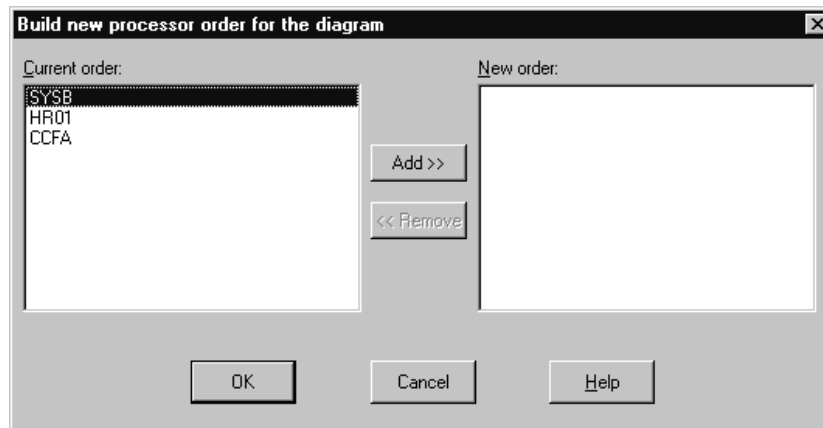 Build new processor order for the diagram
Current order:
New order:
SYSB
HR01
CCFA
Add >>
<< Remove
OK
Cancel
Help